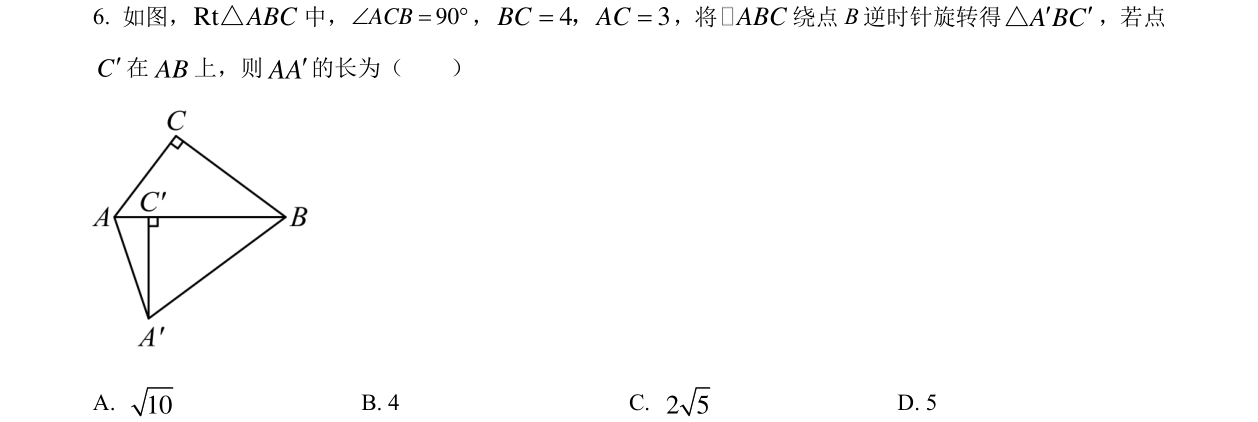 6. 如图，Rt△ABC 中，∠ACB = 90°，BC = 4，AC = 3，将□ABC 绕点 B 逆时针旋转得△A′BC′，若点
C′ 在 AB 上，则 AA′ 的长为（　　）
C
C′
A
B
A′
A. √10　B. 4　C. 2√5　D. 5